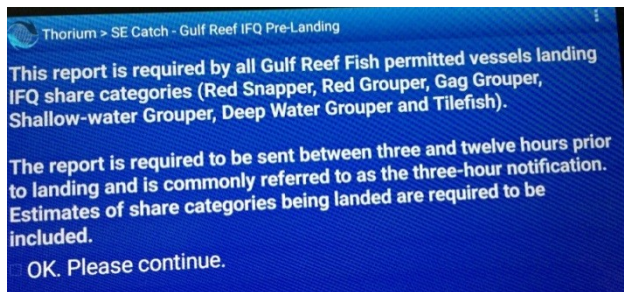 Thorium > SE Catch - Gulf Reef IFQ Pre-Landing
This report is required by all Gulf Reef Fish permitted vessels landing
IFQ share categories (Red Snapper, Red Grouper, Gag Grouper,
Shallow-water Grouper, Deep Water Grouper and Tilefish).
The report is required to be sent between three and twelve hours prior
to landing and is commonly referred to as the three-hour notification.
Estimates of share categories being landed are required to be
included.
OK. Please continue.